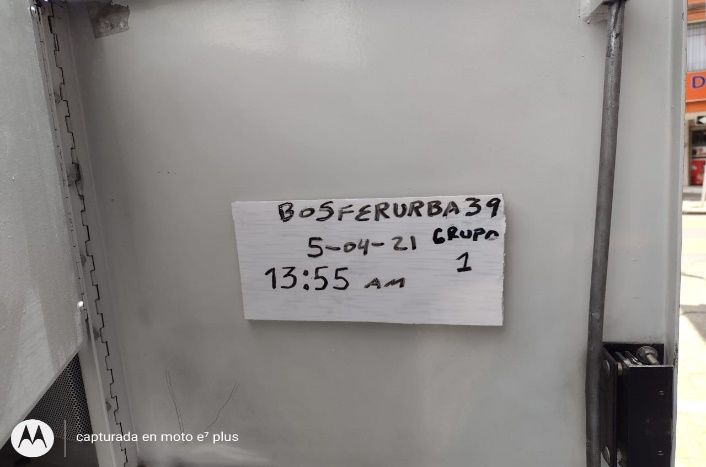 BOSFERURBA39
5-04-21 GRUPO
1
13:55 AM
D
capturada en moto e⁷ plus